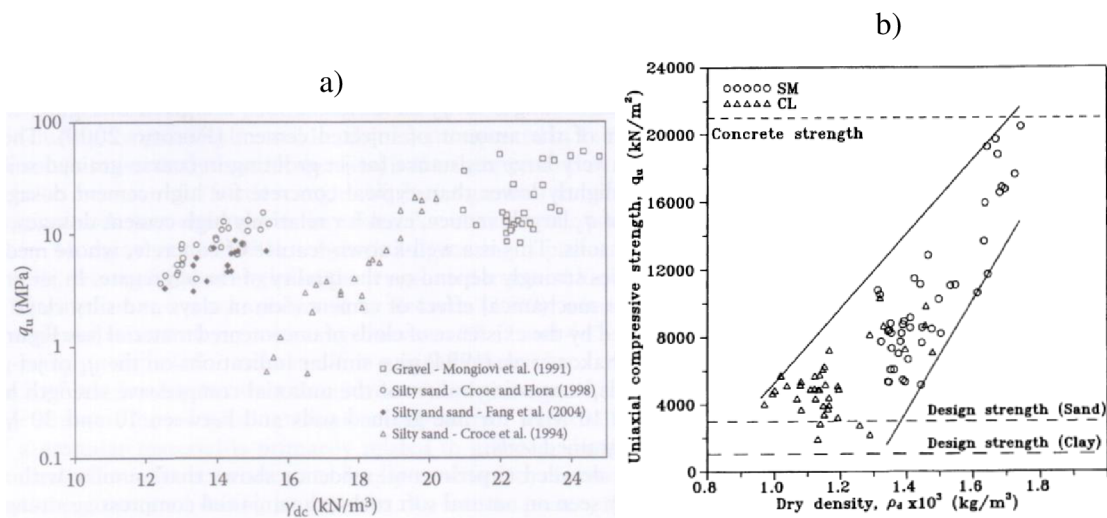 a)
100
10
1
0.1
q_u (MPa)
□ Gravel - Mongiovì et al. (1991)
○ Silty sand - Croce and Flora (1998)
◆ Silty and sand - Fang et al. (2004)
△ Silty sand - Croce et al. (1994)
10 12 14 16 18 20 22 24
γ_dc (kN/m³)
b)
24000
20000
16000
12000
8000
4000
0
Uniaxial compressive strength, q_u (kN/m²)
○○○○○ SM
△△△△△ CL
Concrete strength
Design strength (Sand)
Design strength (Clay)
0.8 1.0 1.2 1.4 1.6 1.8 2.0
Dry density, ρ_d x10³ (kg/m³)